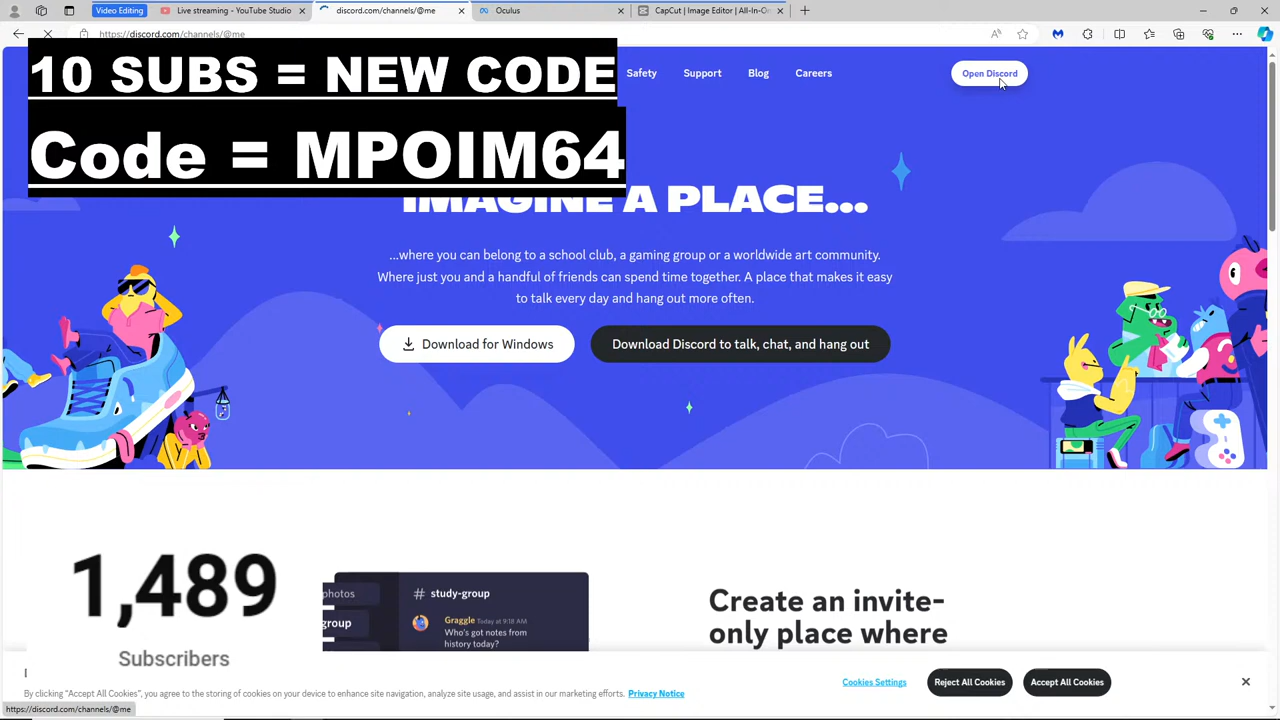 Video Editing
Live streaming - YouTube Studio
discord.com/channels/@me
Oculus
CapCut | Image Editor | All-In-O
https://discord.com/channels/@me
10 SUBS = NEW CODE
Code = MPOIM64
Safety
Support
Blog
Careers
Open Discord
IMAGINE A PLACE...
...where you can belong to a school club, a gaming group or a worldwide art community.
Where just you and a handful of friends can spend time together. A place that makes it easy
to talk every day and hang out more often.
Download for Windows
Download Discord to talk, chat, and hang out
1,489
Subscribers
photos
group
# study-group
Graggle Today at 9:18 AM
Who's got notes from
history today?
Create an invite-
only place where
By clicking “Accept All Cookies”, you agree to the storing of cookies on your device to enhance site navigation, analyze site usage, and assist in our marketing efforts. Privacy Notice
Cookies Settings
Reject All Cookies
Accept All Cookies
https://discord.com/channels/@me